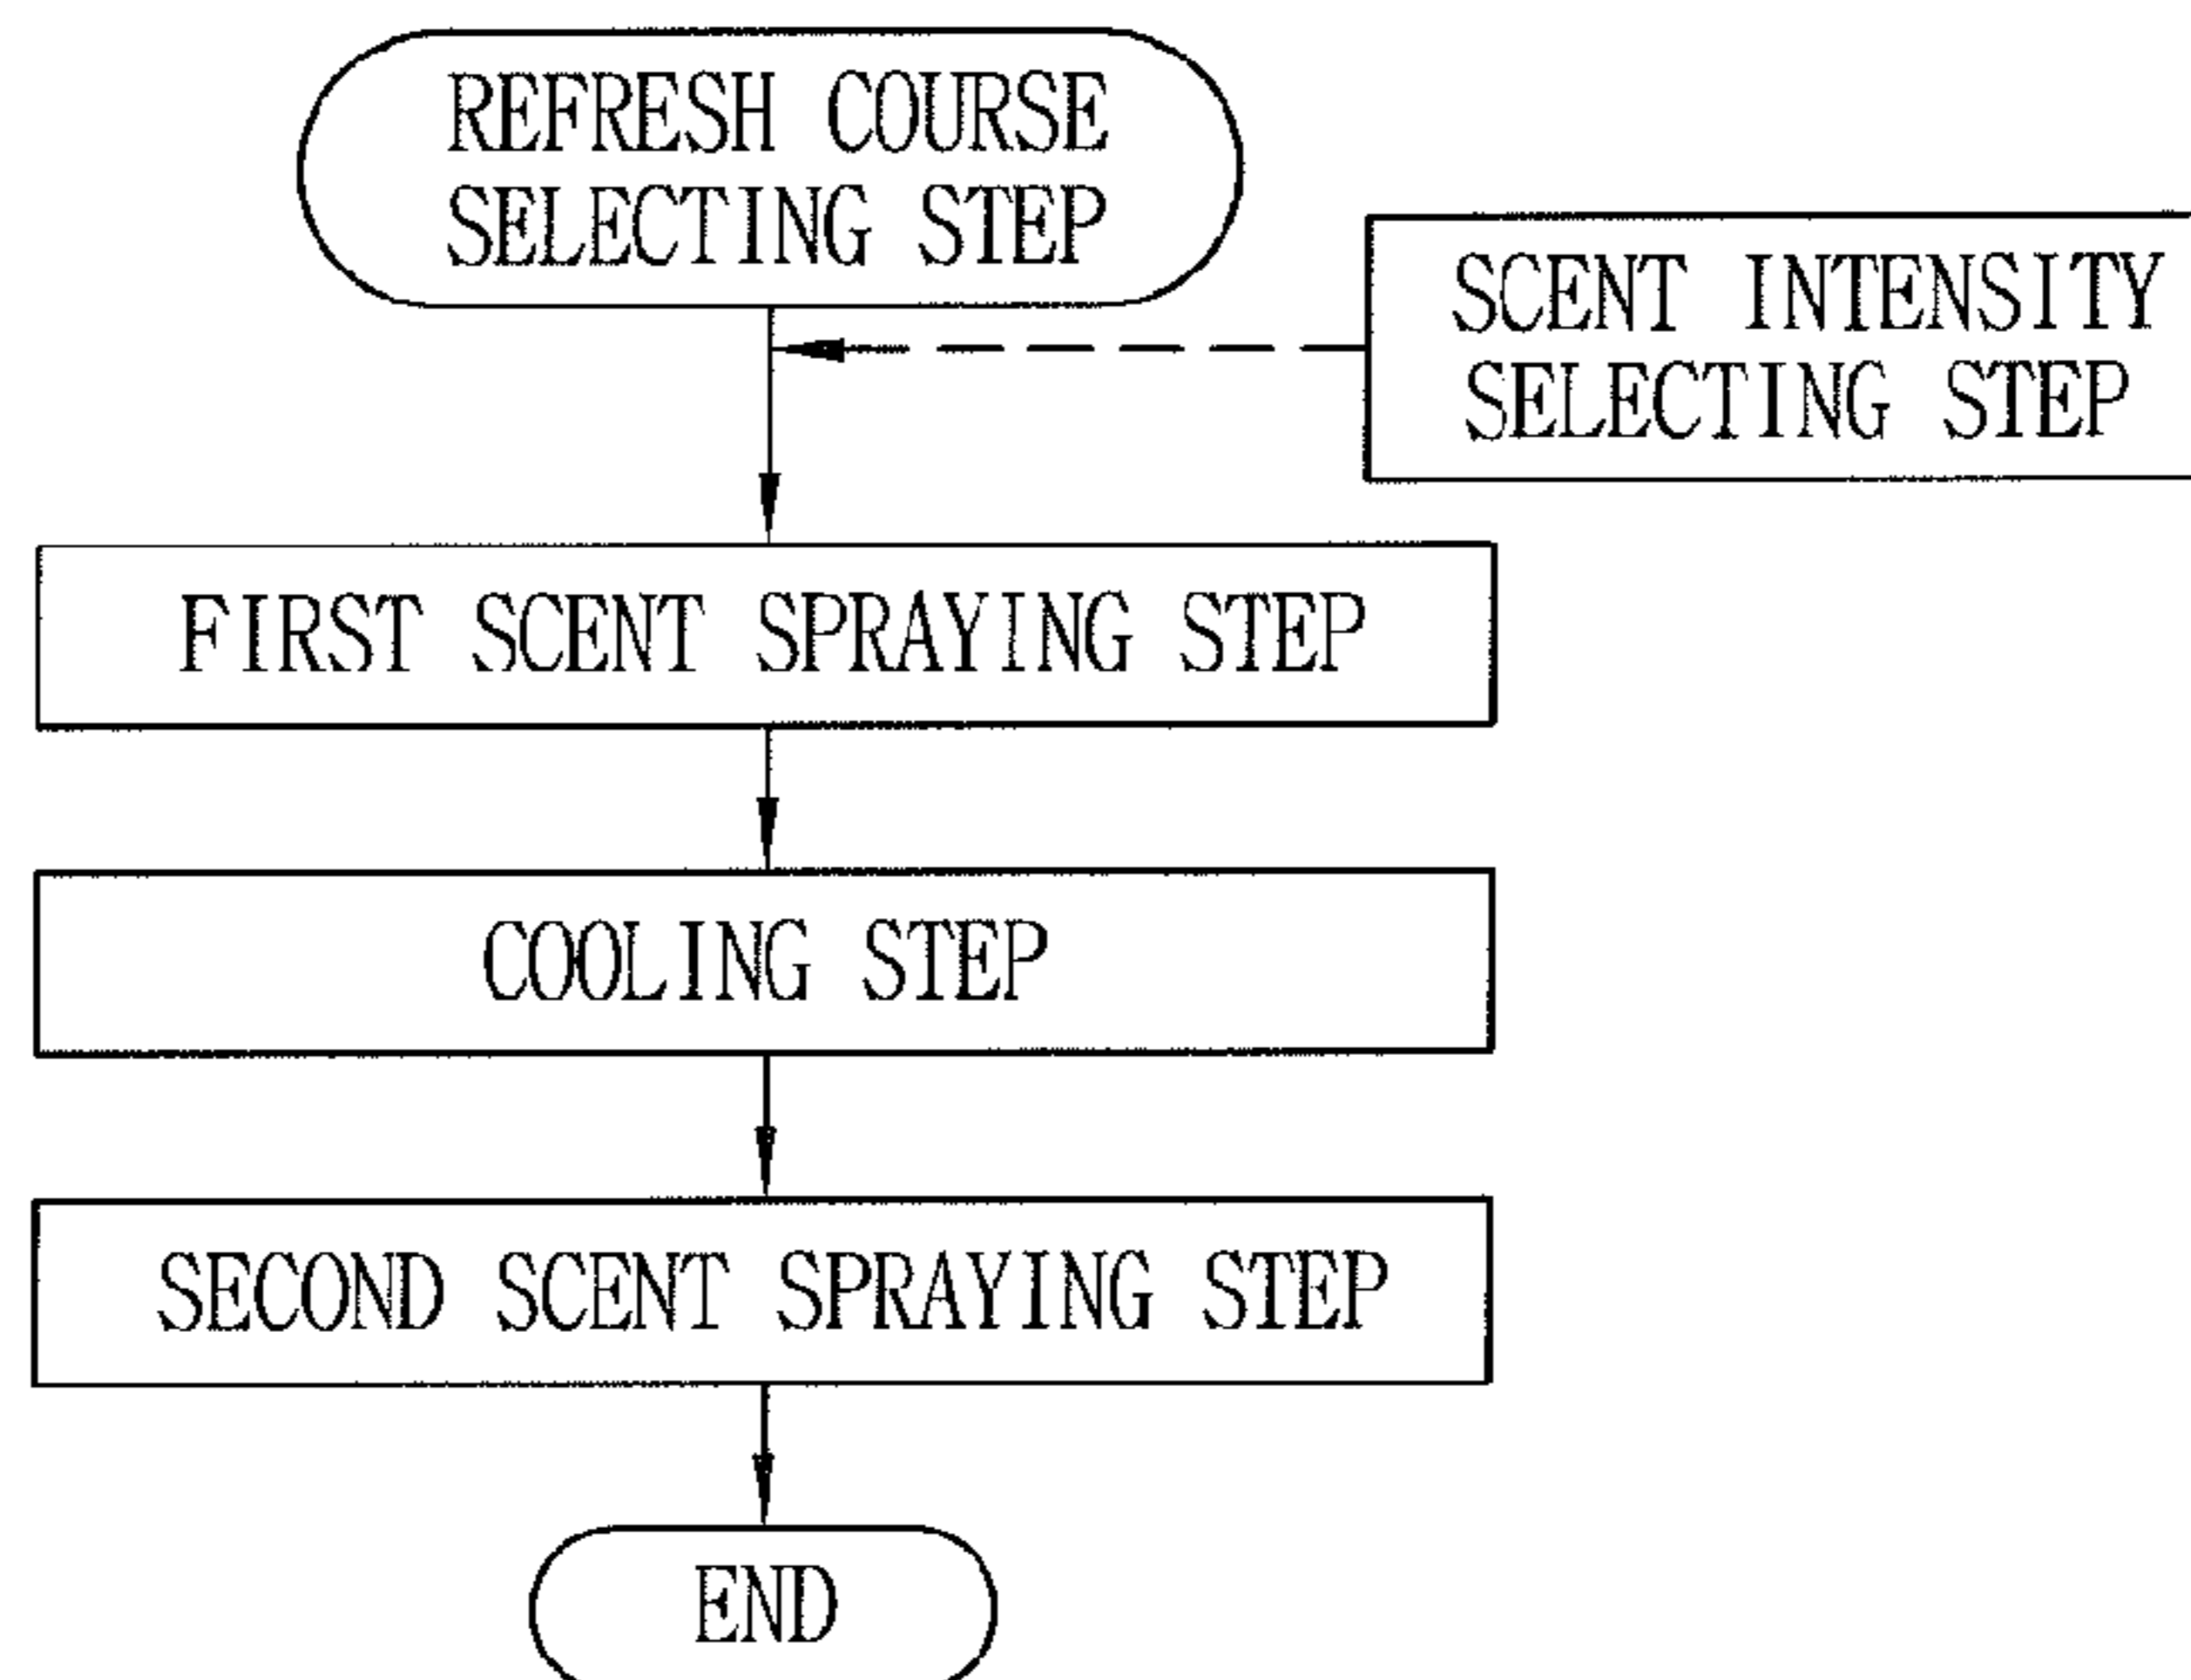 REFRESH COURSE
SELECTING STEP
SCENT INTENSITY
SELECTING STEP
FIRST SCENT SPRAYING STEP
COOLING STEP
SECOND SCENT SPRAYING STEP
END